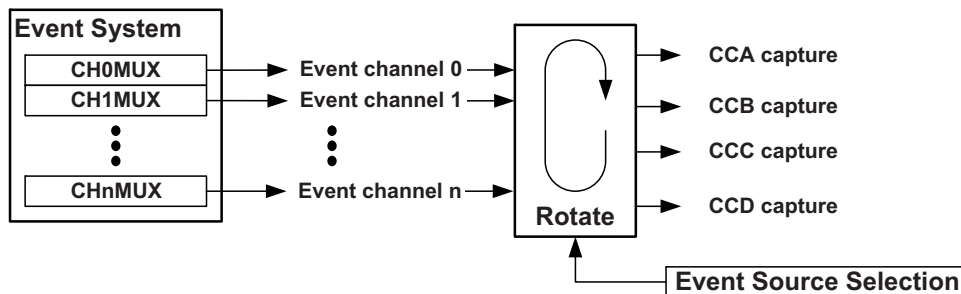 Event System
CH0MUX
Event channel 0
CCA capture
CH1MUX
Event channel 1
CCB capture
CCC capture
CHnMUX
Event channel n
CCD capture
Rotate
Event Source Selection